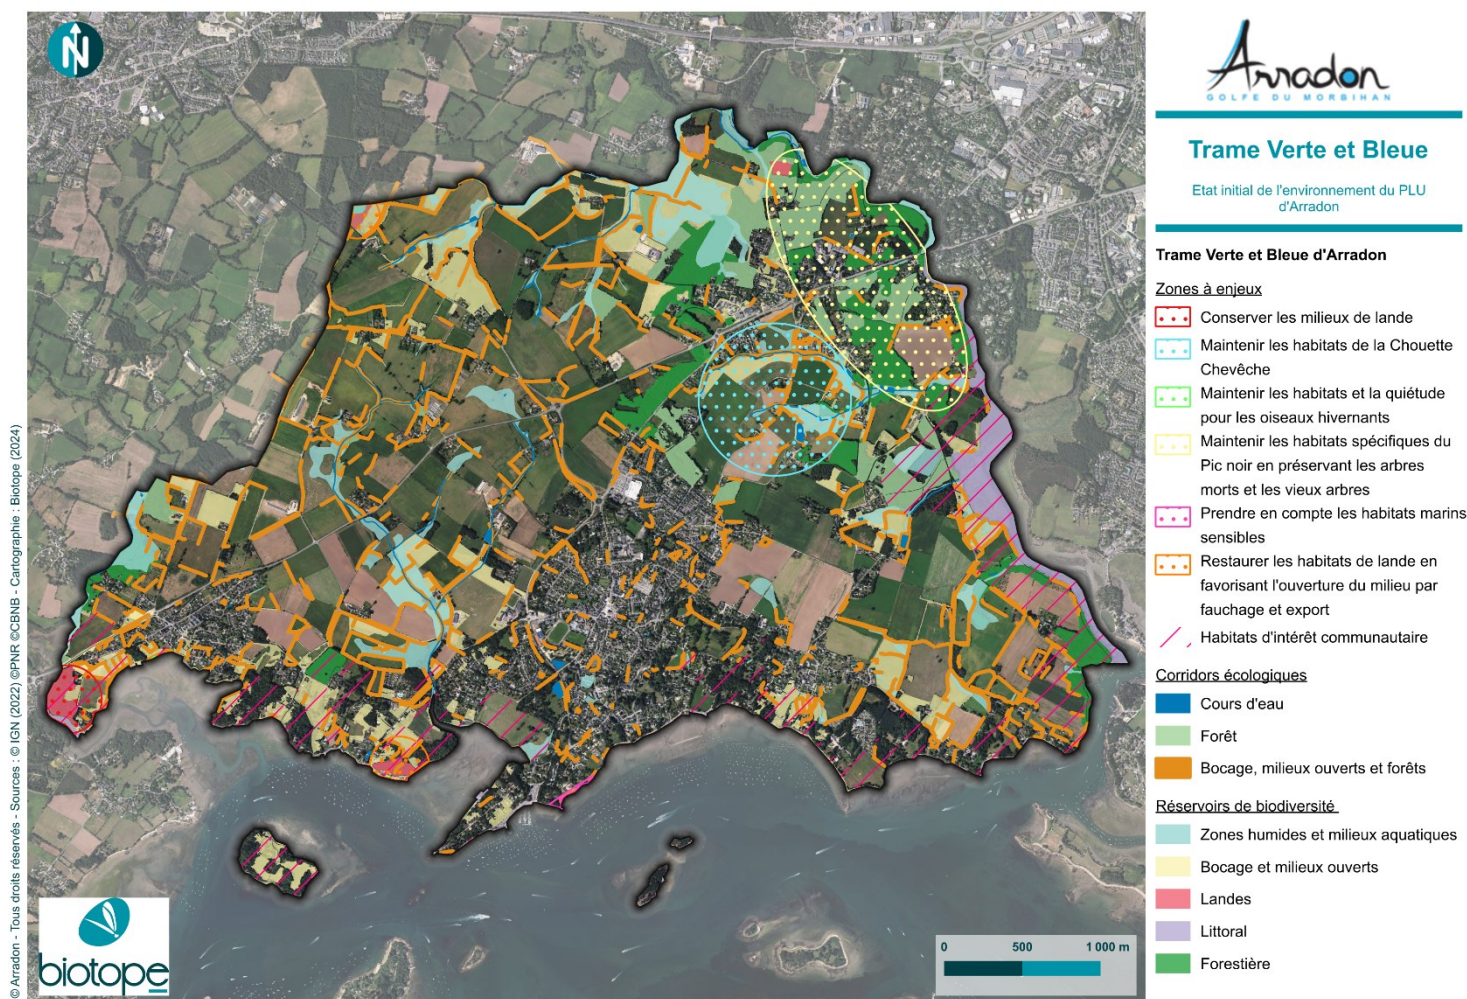 N
Arradon
GOLFE DU MORBIHAN
Trame Verte et Bleue
Etat initial de l'environnement du PLU
d'Arradon
Trame Verte et Bleue d'Arradon
Zones à enjeux
Conserver les milieux de lande
Maintenir les habitats de la Chouette
Chevêche
Maintenir les habitats et la quiétude
pour les oiseaux hivernants
Maintenir les habitats spécifiques du
Pic noir en préservant les arbres
morts et les vieux arbres
Prendre en compte les habitats marins
sensibles
Restaurer les habitats de lande en
favorisant l'ouverture du milieu par
fauchage et export
Habitats d'intérêt communautaire
Corridors écologiques
Cours d'eau
Forêt
Bocage, milieux ouverts et forêts
Réservoirs de biodiversité
Zones humides et milieux aquatiques
Bocage et milieux ouverts
Landes
Littoral
Forestière
0 500 1 000 m
biotope
© Arradon - Tous droits réservés - Sources : © IGN (2022) ©PNR ©CBNB - Cartographie : Biotope (2024)